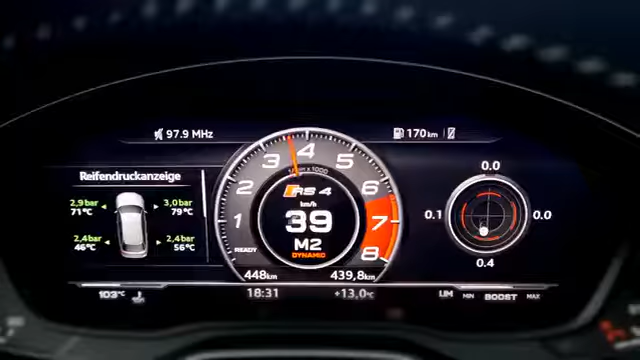 97.9 MHz
170 km
Reifendruckanzeige
2,9 bar 3,0 bar
71°C 79°C
2,4 bar 2,4 bar
46°C 56°C
1 2 3 4 5 6 7 8
1/min x 1000
RS 4
km/h
39
M2
DYNAMIC
READY
448 km 439,8 km
0.0
0.1 0.0
0.4
103°C
18:31 +13,0°C
LIM MIN BOOST MAX